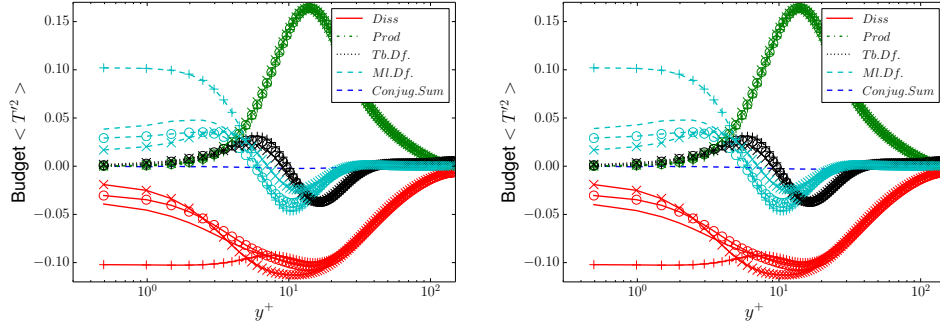 0.15
0.10
0.05
0.00
−0.05
−0.10
Budget < T'² >
10⁰
10¹
10²
y⁺
Diss
Prod
Tb.Df.
Ml.Df.
Conjug.Sum
0.15
0.10
0.05
0.00
−0.05
−0.10
Budget < T'² >
10⁰
10¹
10²
y⁺
Diss
Prod
Tb.Df.
Ml.Df.
Conjug.Sum